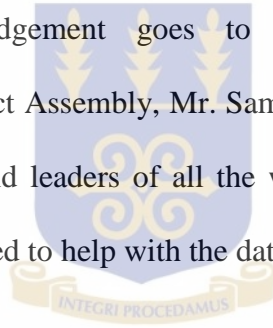 dgement goes to
ct Assembly, Mr. Sam
d leaders of all the v
ed to help with the dat
INTEGRI PROCEDAMUS